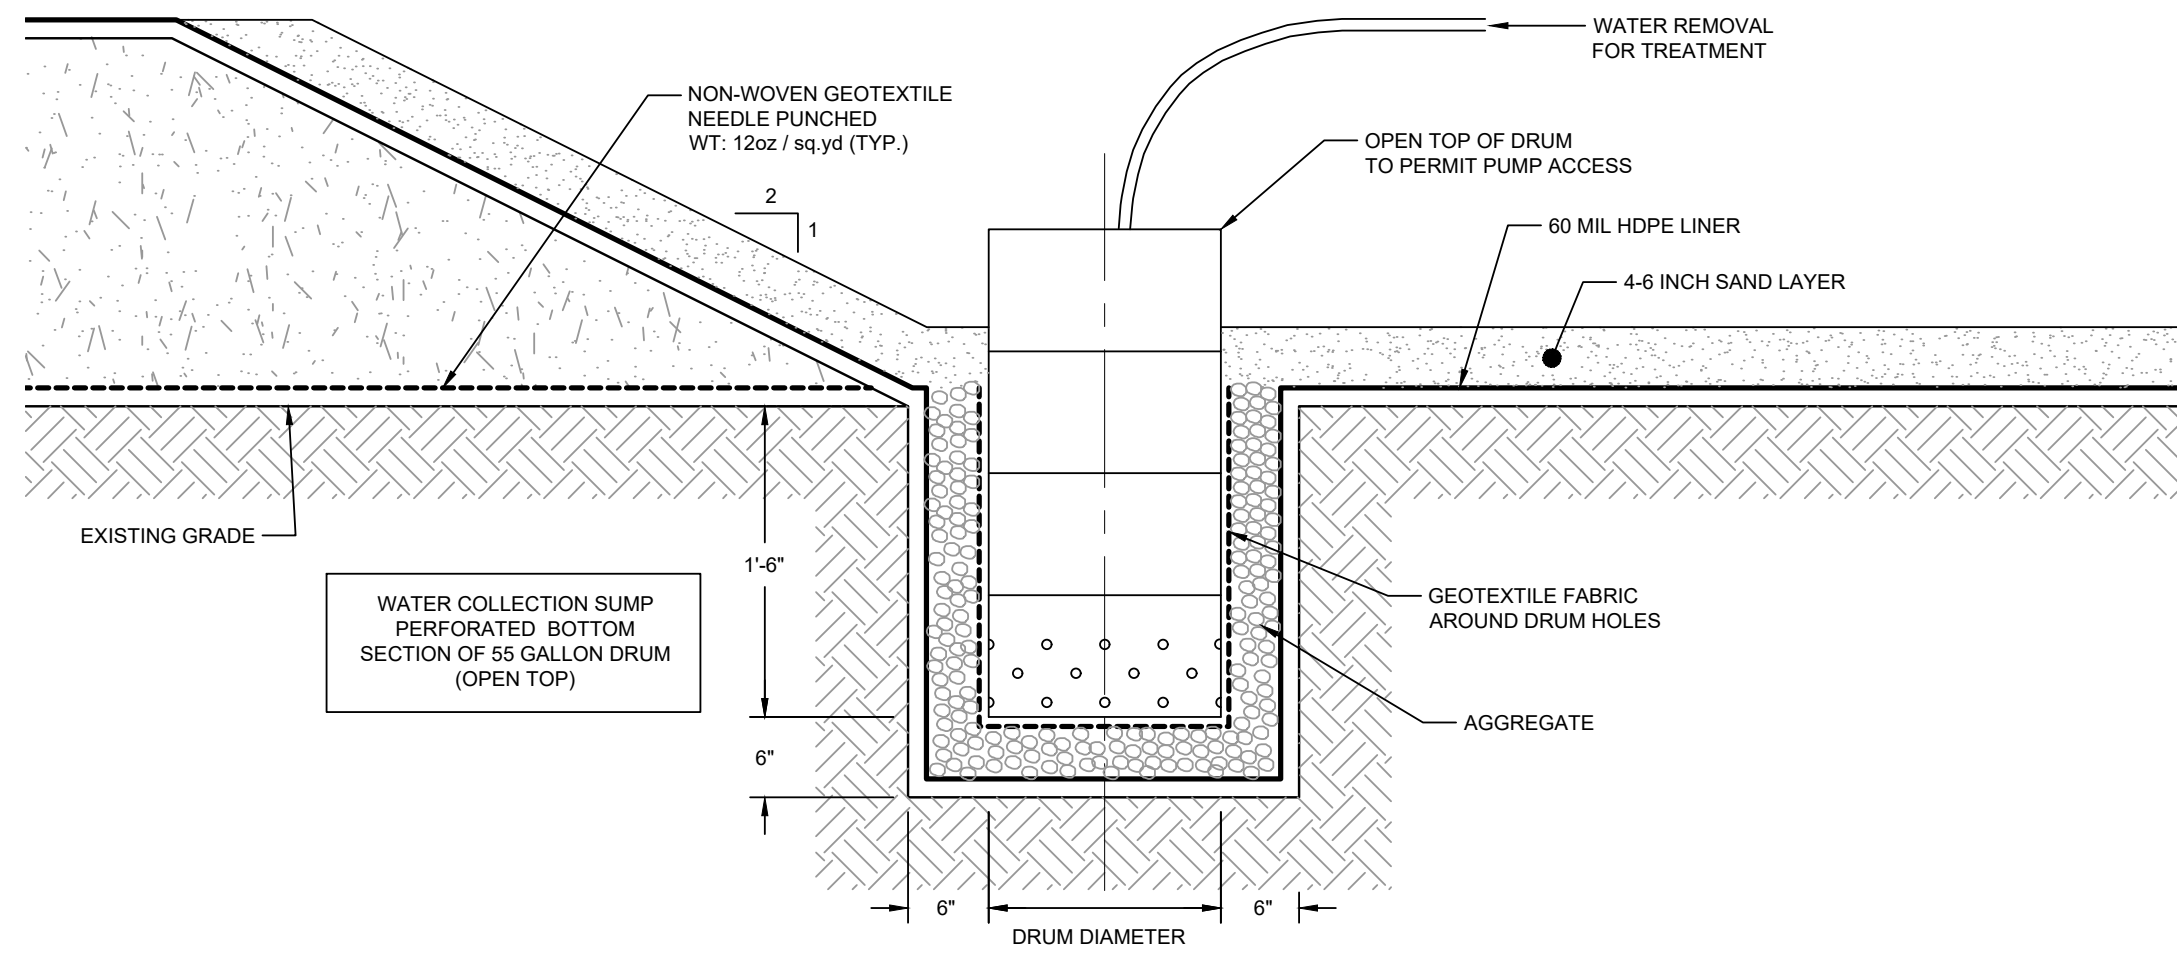 WATER REMOVAL
FOR TREATMENT
NON-WOVEN GEOTEXTILE
NEEDLE PUNCHED
WT: 12oz / sq.yd (TYP.)
OPEN TOP OF DRUM
TO PERMIT PUMP ACCESS
2
1
60 MIL HDPE LINER
4-6 INCH SAND LAYER
EXISTING GRADE
1'-6"
WATER COLLECTION SUMP
PERFORATED BOTTOM
SECTION OF 55 GALLON DRUM
(OPEN TOP)
GEOTEXTILE FABRIC
AROUND DRUM HOLES
AGGREGATE
6"
6"
6"
DRUM DIAMETER